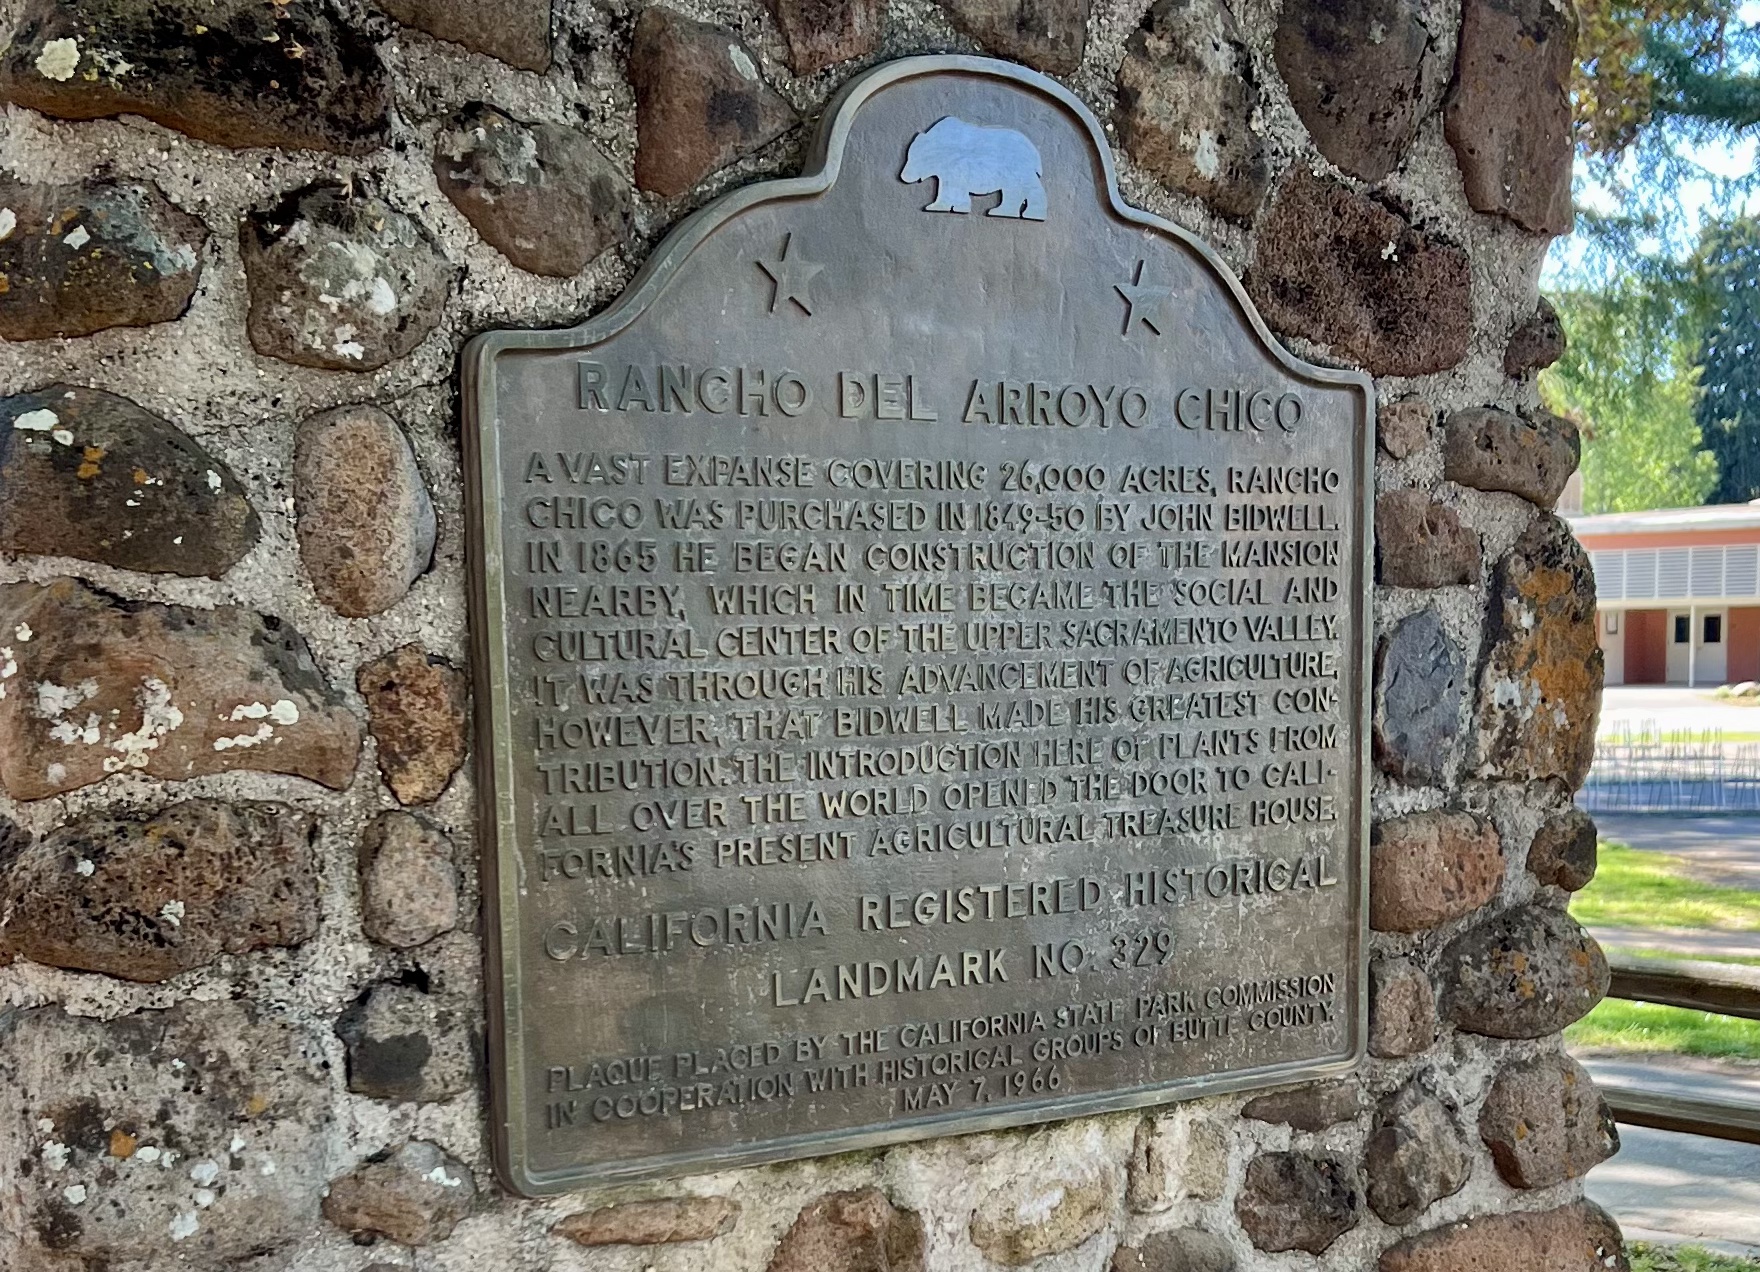 RANCHO DEL ARROYO CHICO
A VAST EXPANSE COVERING 26,000 ACRES, RANCHO
CHICO WAS PURCHASED IN 1849-50 BY JOHN BIDWELL.
IN 1865 HE BEGAN CONSTRUCTION OF THE MANSION
NEARBY, WHICH IN TIME BECAME THE SOCIAL AND
CULTURAL CENTER OF THE UPPER SACRAMENTO VALLEY.
IT WAS THROUGH HIS ADVANCEMENT OF AGRICULTURE,
HOWEVER, THAT BIDWELL MADE HIS GREATEST CON-
TRIBUTION. THE INTRODUCTION HERE OF PLANTS FROM
ALL OVER THE WORLD OPENED THE DOOR TO CALI-
FORNIA'S PRESENT AGRICULTURAL TREASURE HOUSE.
CALIFORNIA REGISTERED HISTORICAL
LANDMARK NO. 329
PLAQUE PLACED BY THE CALIFORNIA STATE PARK COMMISSION
IN COOPERATION WITH HISTORICAL GROUPS OF BUTTE COUNTY.
MAY 7, 1966